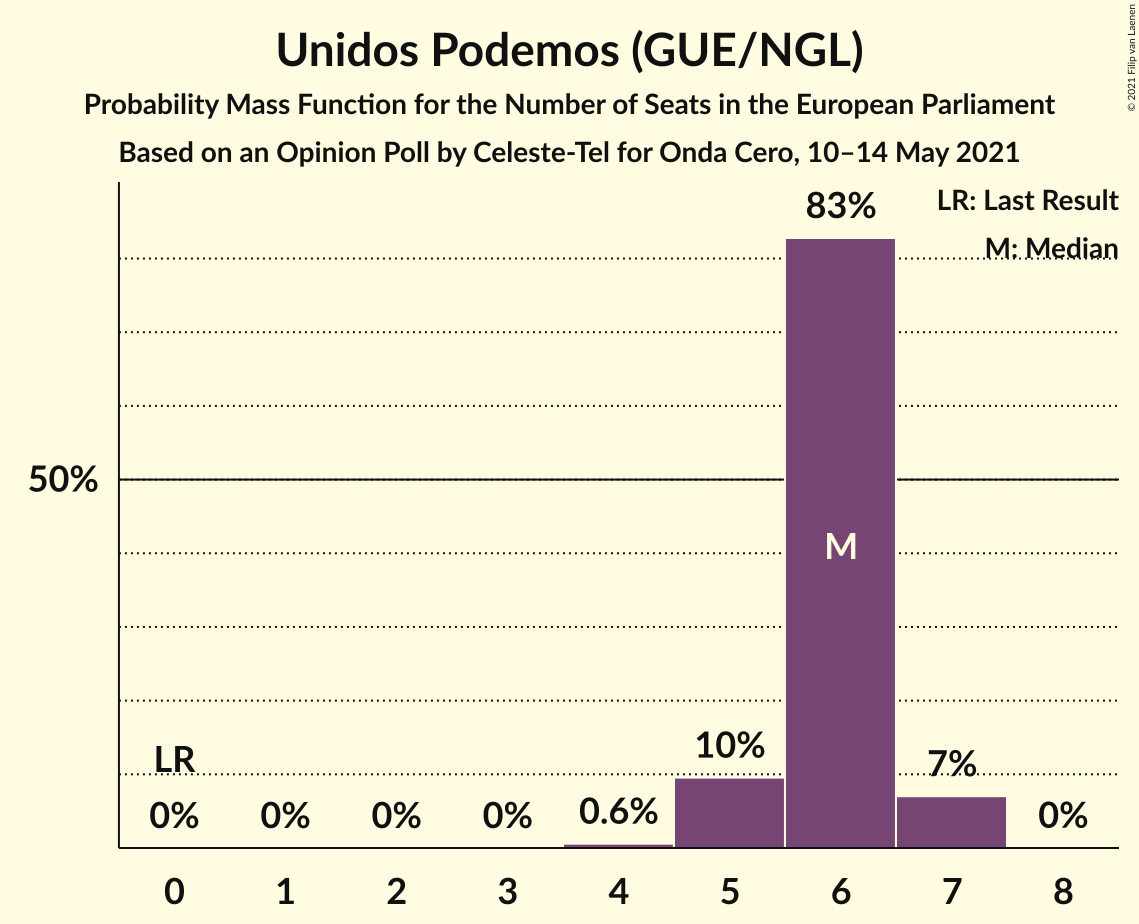 Unidos Podemos (GUE/NGL)
Probability Mass Function for the Number of Seats in the European Parliament
Based on an Opinion Poll by Celeste-Tel for Onda Cero, 10–14 May 2021
© 2021 Filip van Laenen
LR: Last Result
M: Median
83%
50%
M
LR
10%
7%
0% 0% 0% 0% 0.6% 0%
0 1 2 3 4 5 6 7 8